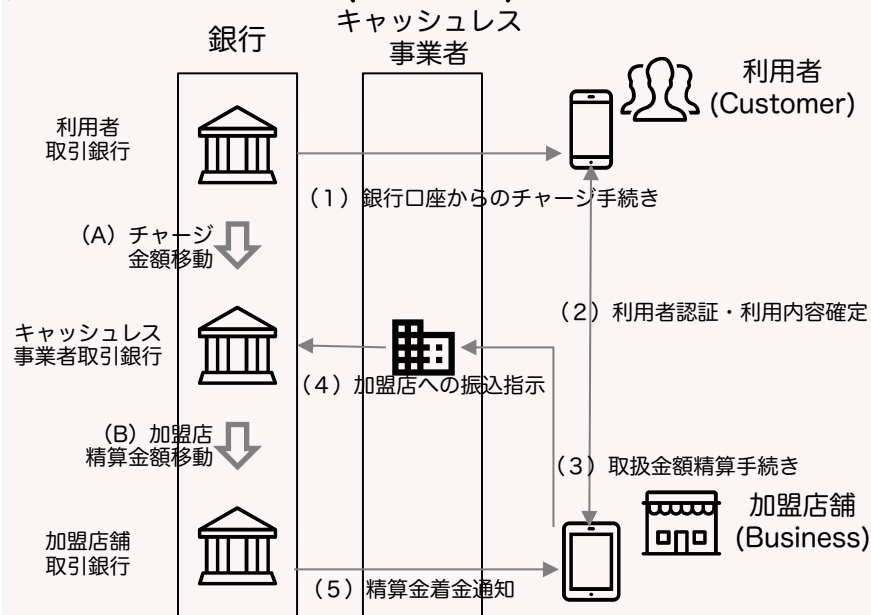 キャッシュレス
事業者
銀行
利用者
(Customer)
利用者
取引銀行
（1）銀行口座からのチャージ手続き
（A）チャージ
金額移動
（2）利用者認証・利用内容確定
キャッシュレス
事業者取引銀行
（4）加盟店への振込指示
（B）加盟店
精算金額移動
（3）取扱金額精算手続き
加盟店舗
(Business)
加盟店舗
取引銀行
（5）精算金着金通知